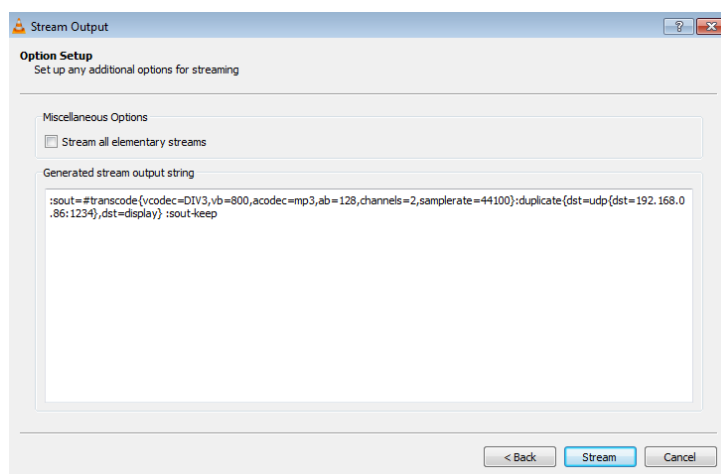 Stream Output
Option Setup
Set up any additional options for streaming
Miscellaneous Options
Stream all elementary streams
Generated stream output string
:sout=#transcode{vcodec=DIV3,vb=800,acodec=mp3,ab=128,channels=2,samplerate=44100}:duplicate{dst=udp{dst=192.168.0
.86:1234},dst=display} :sout-keep
< Back
Stream
Cancel